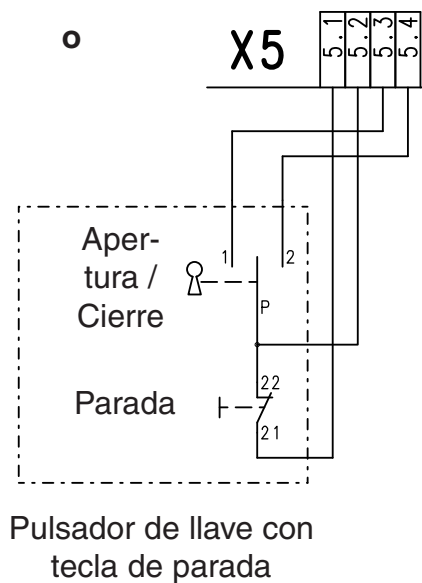 o
X5
5.1 5.2 5.3 5.4
Aper-
tura /
Cierre
1
2
P
Parada
22
21
Pulsador de llave con
tecla de parada